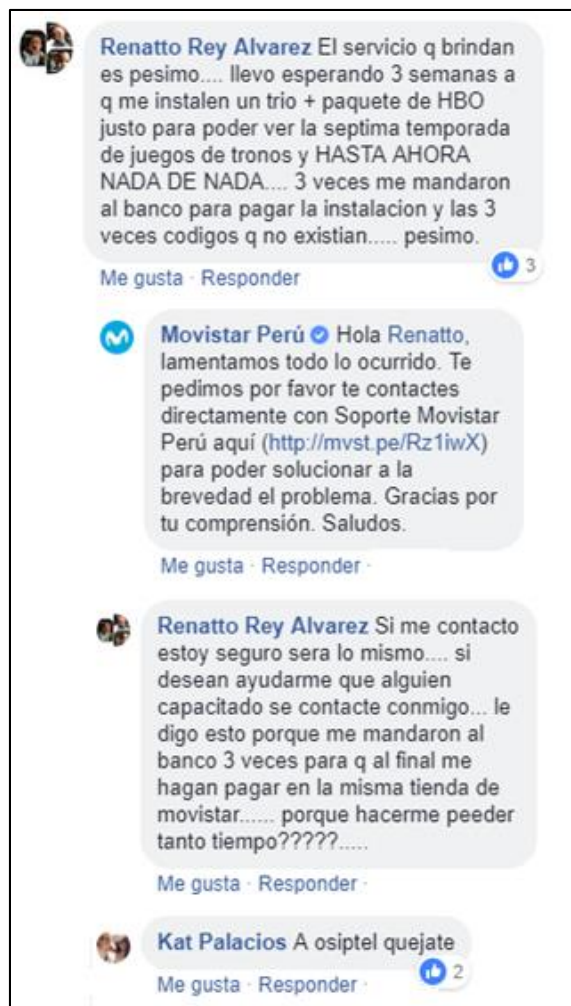 Renatto Rey Alvarez El servicio q brindan
es pesimo.... llevo esperando 3 semanas a
q me instalen un trio + paquete de HBO
justo para poder ver la septima temporada
de juegos de tronos y HASTA AHORA
NADA DE NADA.... 3 veces me mandaron
al banco para pagar la instalacion y las 3
veces codigos q no existian..... pesimo.
3
Me gusta · Responder
Movistar Perú Hola Renatto,
lamentamos todo lo ocurrido. Te
pedimos por favor te contactes
directamente con Soporte Movistar
Perú aquí (http://mvst.pe/Rz1iwX)
para poder solucionar a la
brevedad el problema. Gracias por
tu comprensión. Saludos.
Me gusta · Responder ·
Renatto Rey Alvarez Si me contacto
estoy seguro sera lo mismo.... si
desean ayudarme que alguien
capacitado se contacte conmigo... le
digo esto porque me mandaron al
banco 3 veces para q al final me
hagan pagar en la misma tienda de
movistar...... porque hacerme peeder
tanto tiempo?????.....
Me gusta · Responder ·
Kat Palacios A osiptel quejate
2
Me gusta · Responder ·